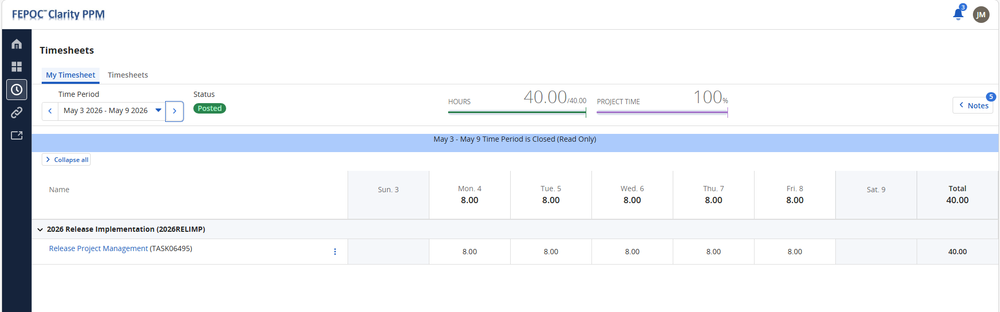 FEPOC™ Clarity PPM
3
JM
Timesheets
My Timesheet
Timesheets
Time Period
Status
HOURS
40.00/40.00
PROJECT TIME
100%
5
May 3 2026 - May 9 2026
Posted
Notes
May 3 - May 9 Time Period is Closed (Read Only)
Collapse all
Name
Sun. 3
Mon. 4
8.00
Tue. 5
8.00
Wed. 6
8.00
Thu. 7
8.00
Fri. 8
8.00
Sat. 9
Total
40.00
2026 Release Implementation (2026RELIMP)
Release Project Management (TASK06495)
8.00
8.00
8.00
8.00
8.00
40.00